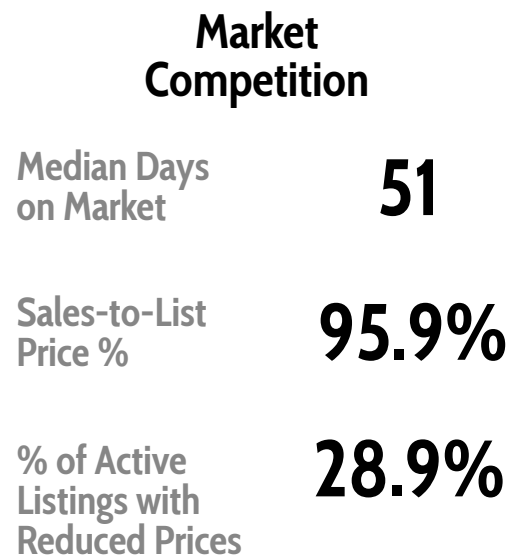 Market
Competition
Median Days
on Market
51
Sales-to-List
Price %
95.9%
% of Active
Listings with
Reduced Prices
28.9%